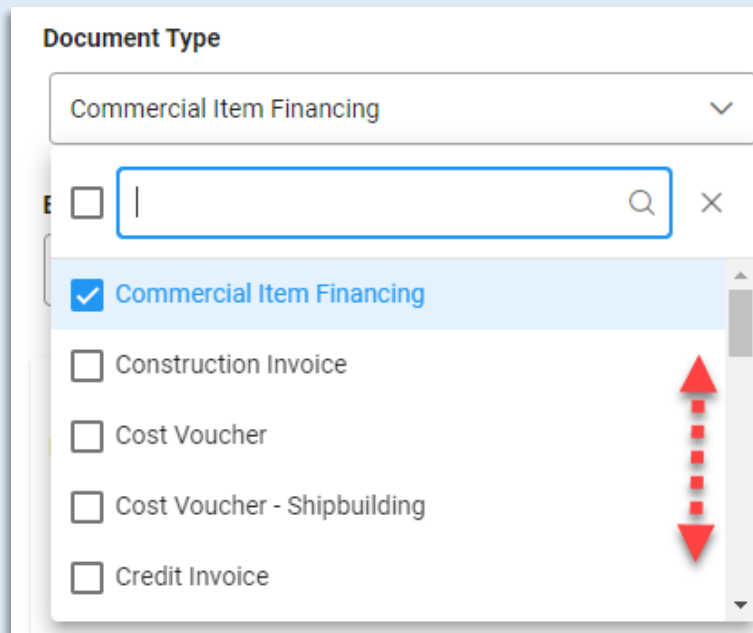 Document Type
Commercial Item Financing
Commercial Item Financing
Construction Invoice
Cost Voucher
Cost Voucher - Shipbuilding
Credit Invoice